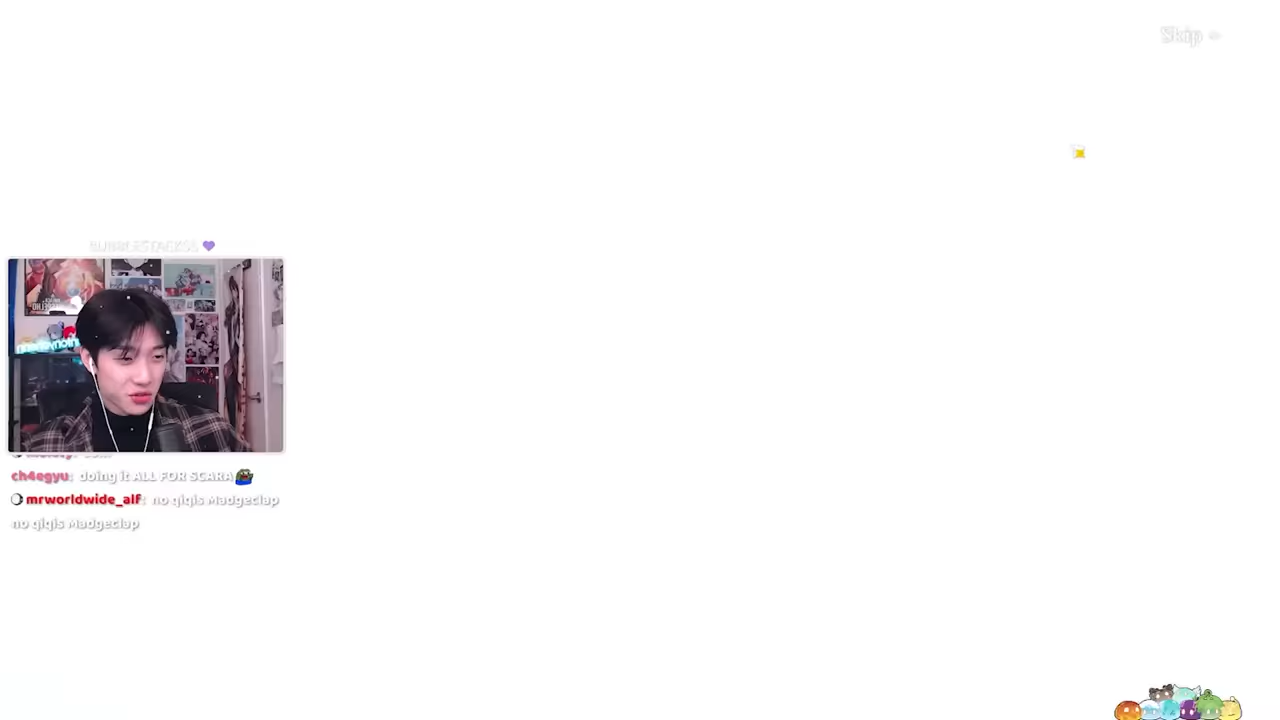 Skip
ch4egyu: doing it ALL FOR SCARA
mrworldwide_alf: no qiqis Madgeclap
no qiqis Madgeclap